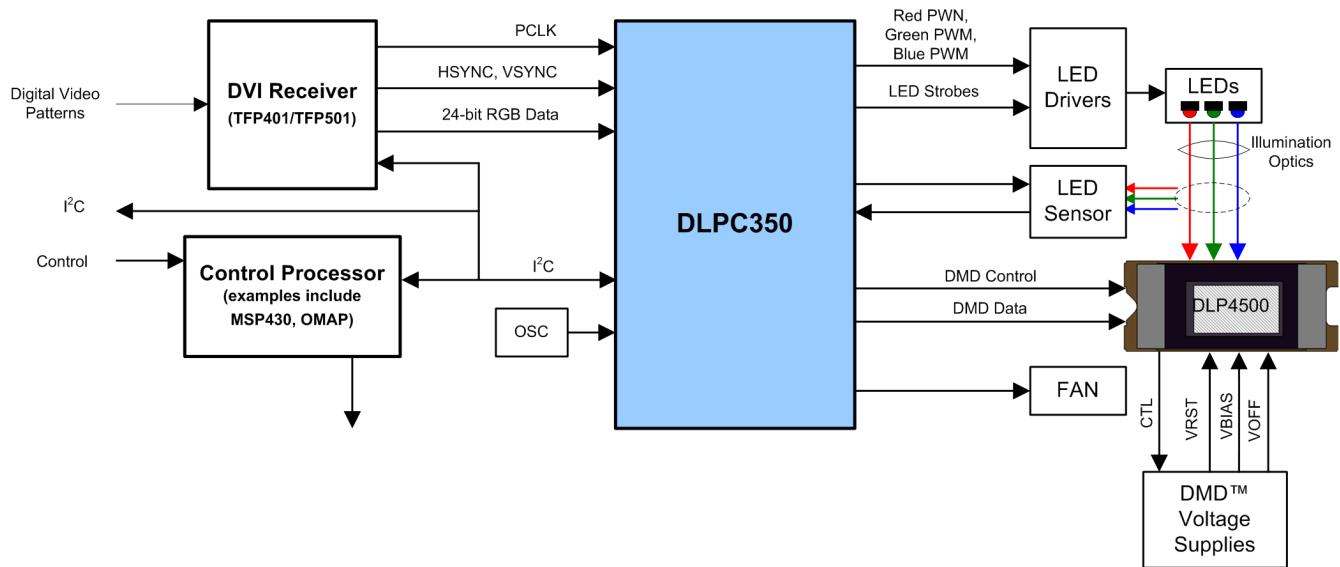 Digital Video
Patterns
DVI Receiver
(TFP401/TFP501)
PCLK
HSYNC, VSYNC
24-bit RGB Data
I²C
Control
Control Processor
(examples include
MSP430, OMAP)
I²C
OSC
DLPC350
Red PWN,
Green PWM,
Blue PWM
LED Strobes
LED
Drivers
LEDs
Illumination
Optics
LED
Sensor
DMD Control
DMD Data
DLP4500
FAN
CTL
VRST
VBIAS
VOFF
DMD™
Voltage
Supplies